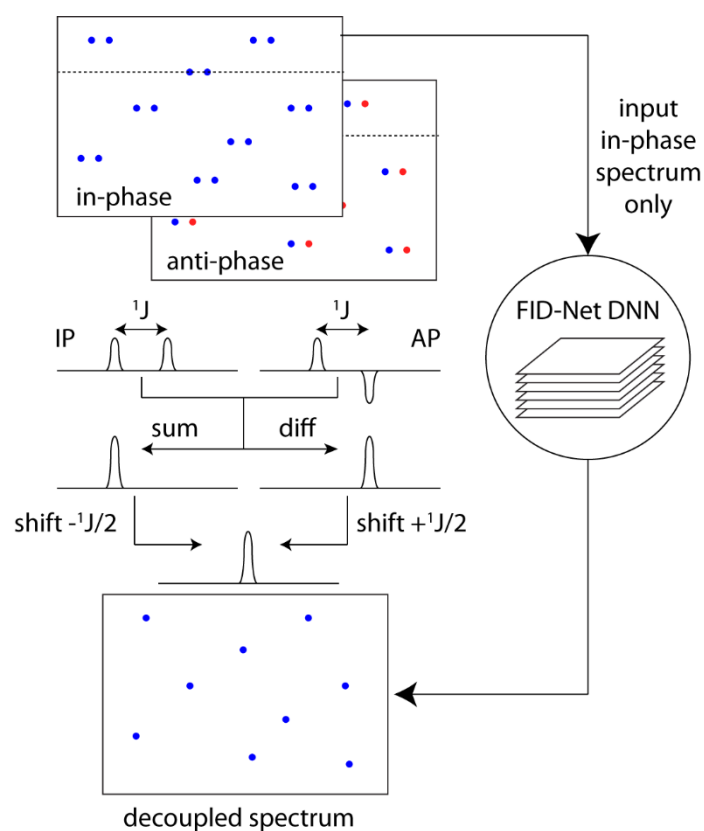 in-phase
anti-phase
input
in-phase
spectrum
only
FID-Net DNN
¹J
¹J
IP
AP
sum
diff
shift -¹J/2
shift +¹J/2
decoupled spectrum